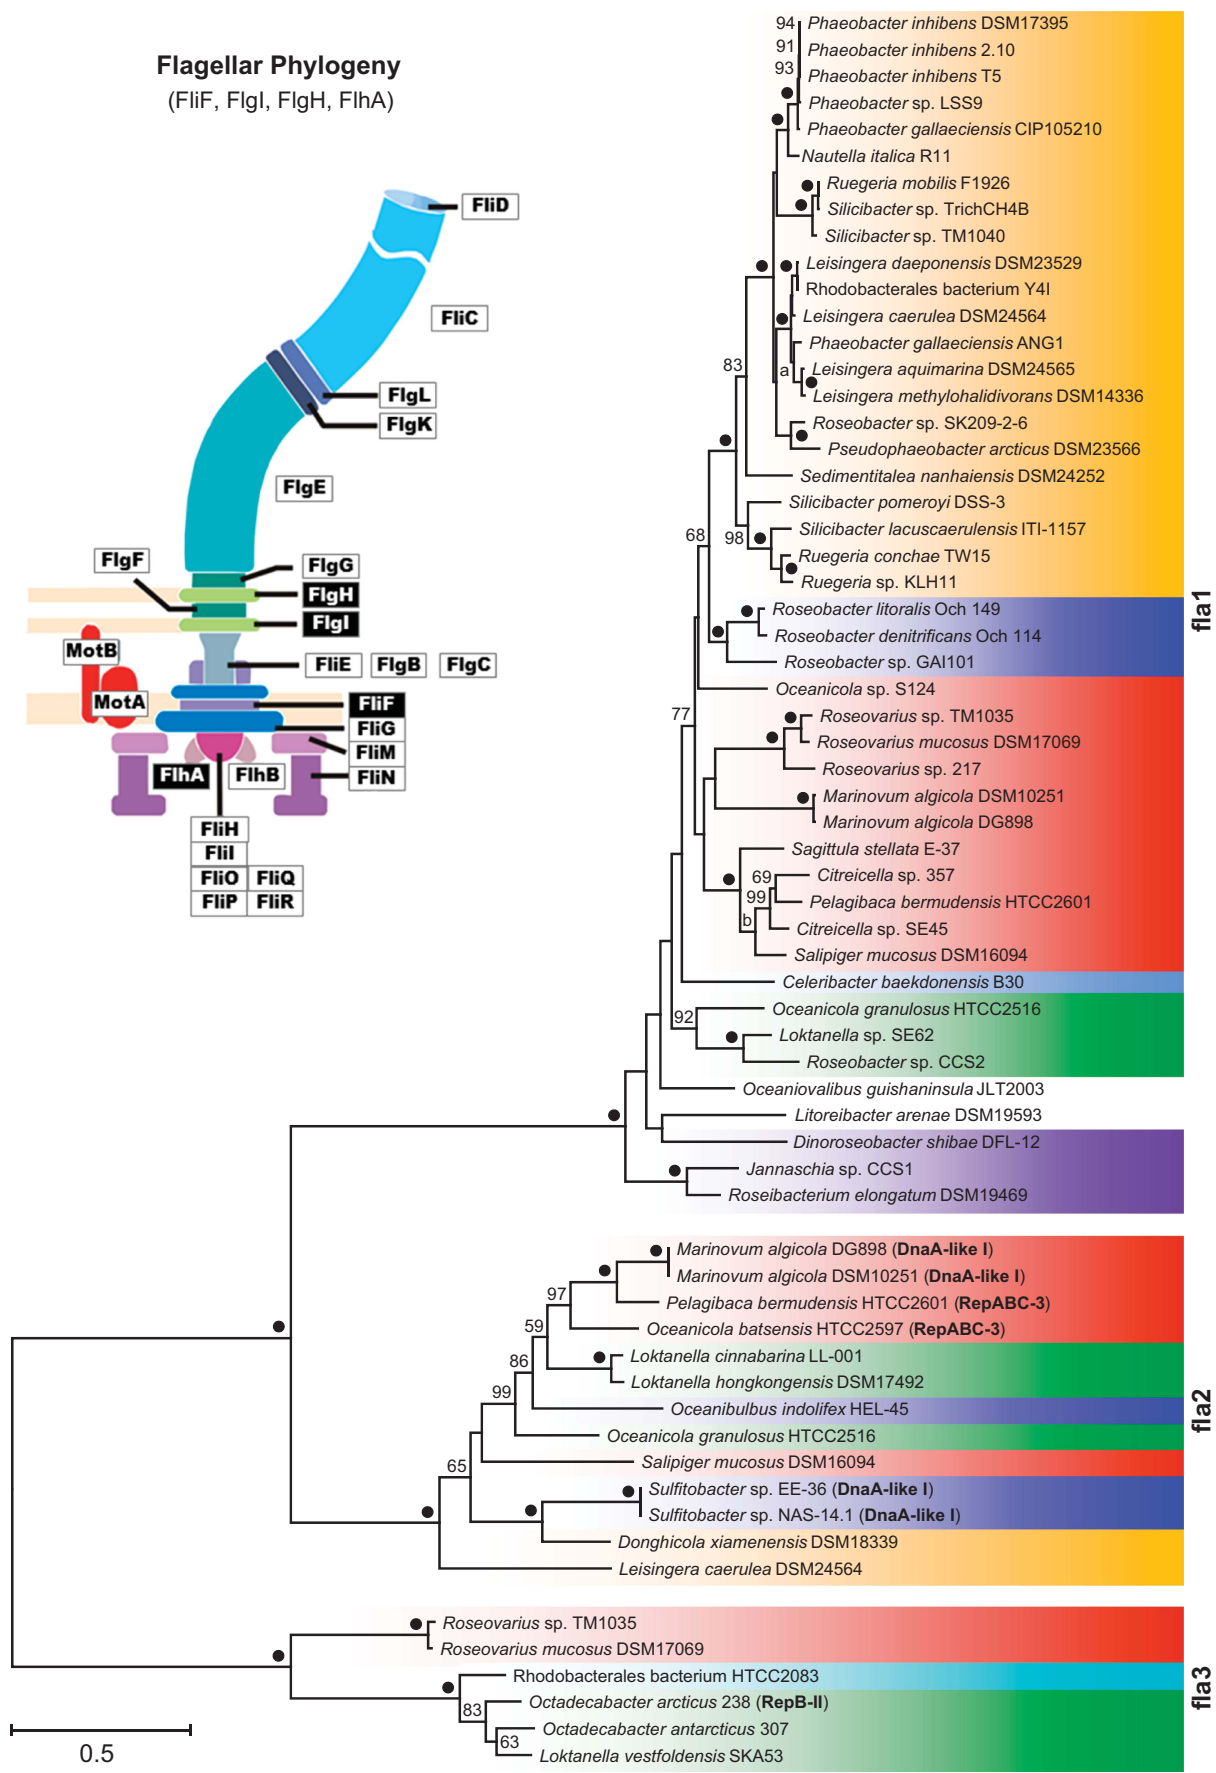 Flagellar Phylogeny
(FliF, FlgI, FlgH, FlhA)
FliD
FliC
FlgL
FlgK
FlgE
FlgF
FlgG
FlgH
FlgI
MotB
FliE FlgB FlgC
MotA
FliF
FliG
FliM
FlhA FlhB FliN
FliH
FliI
FliO FliQ
FliP FliR
94 Phaeobacter inhibens DSM17395
91 Phaeobacter inhibens 2.10
93 Phaeobacter inhibens T5
Phaeobacter sp. LSS9
Phaeobacter gallaeciensis CIP105210
Nautella italica R11
Ruegeria mobilis F1926
Silicibacter sp. TrichCH4B
Silicibacter sp. TM1040
Leisingera daeponensis DSM23529
Rhodobacterales bacterium Y4I
Leisingera caerulea DSM24564
Phaeobacter gallaeciensis ANG1
83 a Leisingera aquimarina DSM24565
Leisingera methylohalidivorans DSM14336
Roseobacter sp. SK209-2-6
Pseudophaeobacter arcticus DSM23566
Sedimentitalea nanhaiensis DSM24252
Silicibacter pomeroyi DSS-3
68 98 Silicibacter lacuscaerulensis ITI-1157
Ruegeria conchae TW15
Ruegeria sp. KLH11
fla1
Roseobacter litoralis Och 149
Roseobacter denitrificans Och 114
Roseobacter sp. GAI101
Oceanicola sp. S124
77 Roseovarius sp. TM1035
Roseovarius mucosus DSM17069
Roseovarius sp. 217
Marinovum algicola DSM10251
Marinovum algicola DG898
Sagittula stellata E-37
69 Citreicella sp. 357
99 Pelagibaca bermudensis HTCC2601
b Citreicella sp. SE45
Salipiger mucosus DSM16094
Celeribacter baekdonensis B30
92 Oceanicola granulosus HTCC2516
Loktanella sp. SE62
Roseobacter sp. CCS2
Oceaniovalibus guishaninsula JLT2003
Litoreibacter arenae DSM19593
Dinoroseobacter shibae DFL-12
Jannaschia sp. CCS1
Roseibacterium elongatum DSM19469
Marinovum algicola DG898 (DnaA-like I)
Marinovum algicola DSM10251 (DnaA-like I)
97 Pelagibaca bermudensis HTCC2601 (RepABC-3)
59 Oceanicola batsensis HTCC2597 (RepABC-3)
86 Loktanella cinnabarina LL-001
99 Loktanella hongkongensis DSM17492
Oceanibulbus indolifex HEL-45
fla2
Oceanicola granulosus HTCC2516
65 Salipiger mucosus DSM16094
Sulfitobacter sp. EE-36 (DnaA-like I)
Sulfitobacter sp. NAS-14.1 (DnaA-like I)
Donghicola xiamenensis DSM18339
Leisingera caerulea DSM24564
Roseovarius sp. TM1035
Roseovarius mucosus DSM17069
Rhodobacterales bacterium HTCC2083
fla3
83 Octadecabacter arcticus 238 (RepB-II)
Octadecabacter antarcticus 307
63 Loktanella vestfoldensis SKA53
0.5